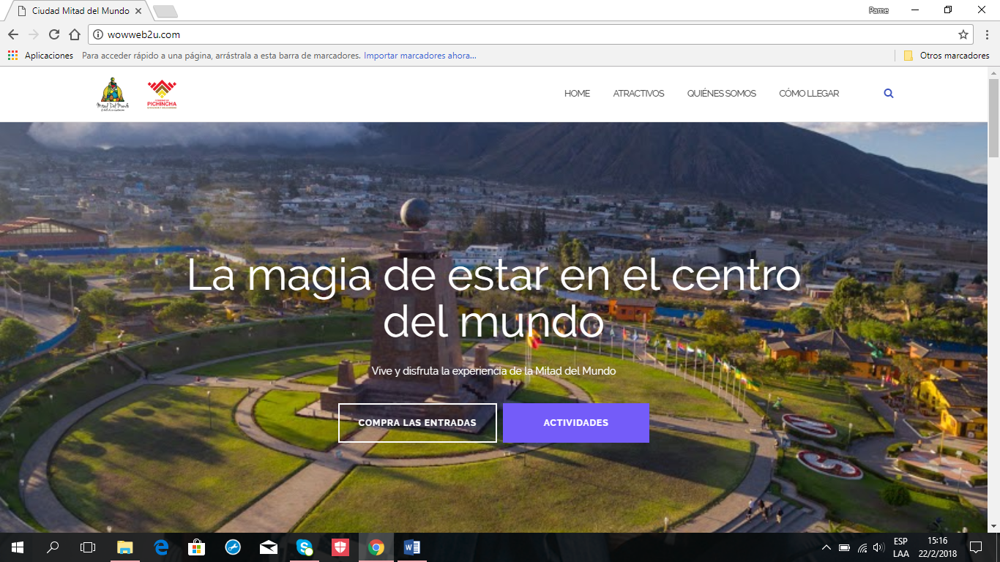 Ciudad Mitad del Mundo
Pame
wowweb2u.com
Aplicaciones Para acceder rápido a una página, arrástrala a esta barra de marcadores. Importar marcadores ahora... Otros marcadores
Mitad Del Mundo
PICHINCHA
HOME ATRACTIVOS QUIÉNES SOMOS CÓMO LLEGAR
La magia de estar en el centro
del mundo
Vive y disfruta la experiencia de la Mitad del Mundo
COMPRA LAS ENTRADAS ACTIVIDADES
W
S
ESP 15:16
LAA 22/2/2018